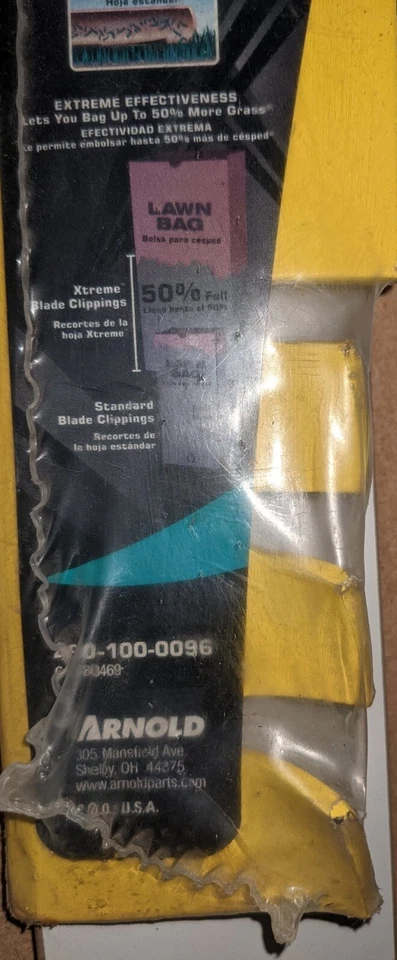 Hoja estándar
EXTREME EFFECTIVENESS
Lets You Bag Up To 50% More Grass*
EFECTIVIDAD EXTREMA
Le permite embolsar hasta 50% más de césped*
LAWN
BAG
Bolsa para césped
Xtreme™
Blade Clippings
50% Full
Llena hasta el 50%
Recortes de la
hoja Xtreme™
BAG
Standard
Blade Clippings
Recortes de
la hoja estándar
-100-0096
ARNOLD
305 Mansfield Ave.
Shelby, OH 44875
www.arnoldparts.com
U.S.A.